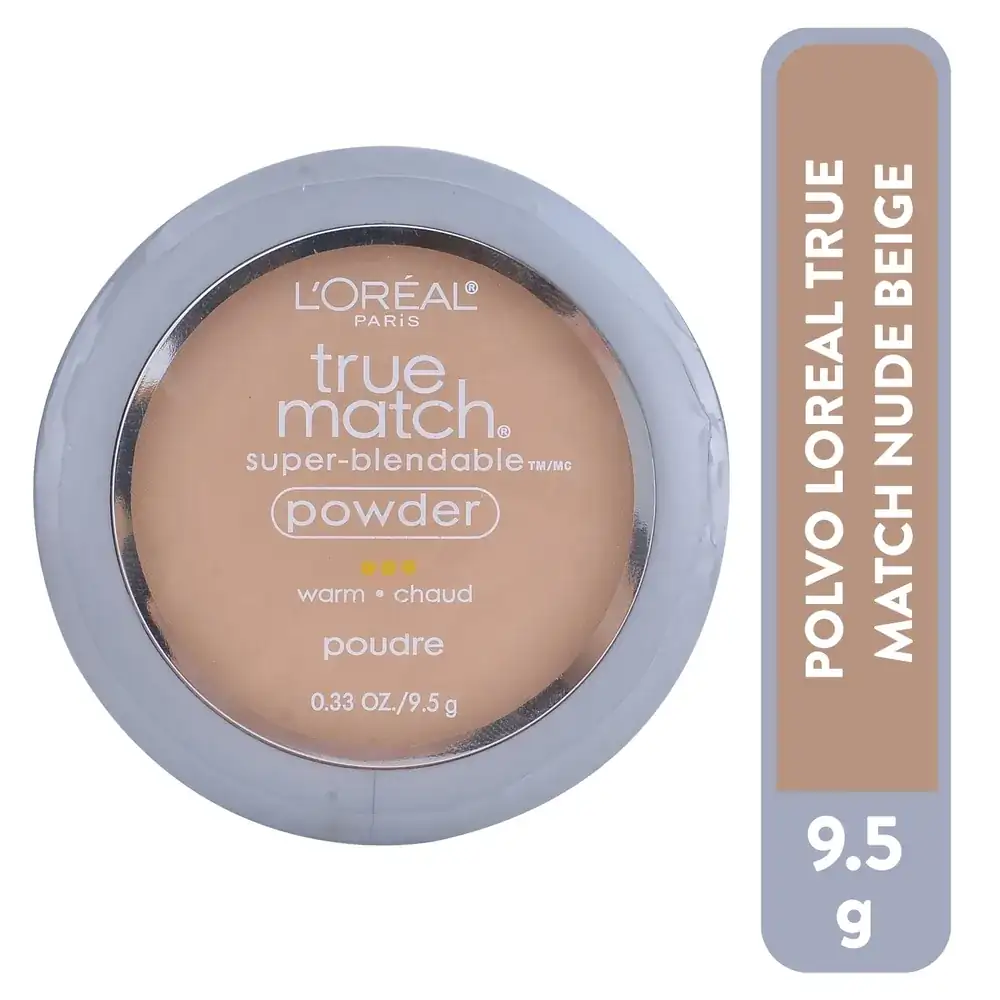 L'ORÉAL®
PARIS
true
match®
super-blendable TM/MC
powder
warm • chaud
poudre
0.33 OZ./9.5 g
POLVO LOREAL TRUE
MATCH NUDE BEIGE
9.5
g